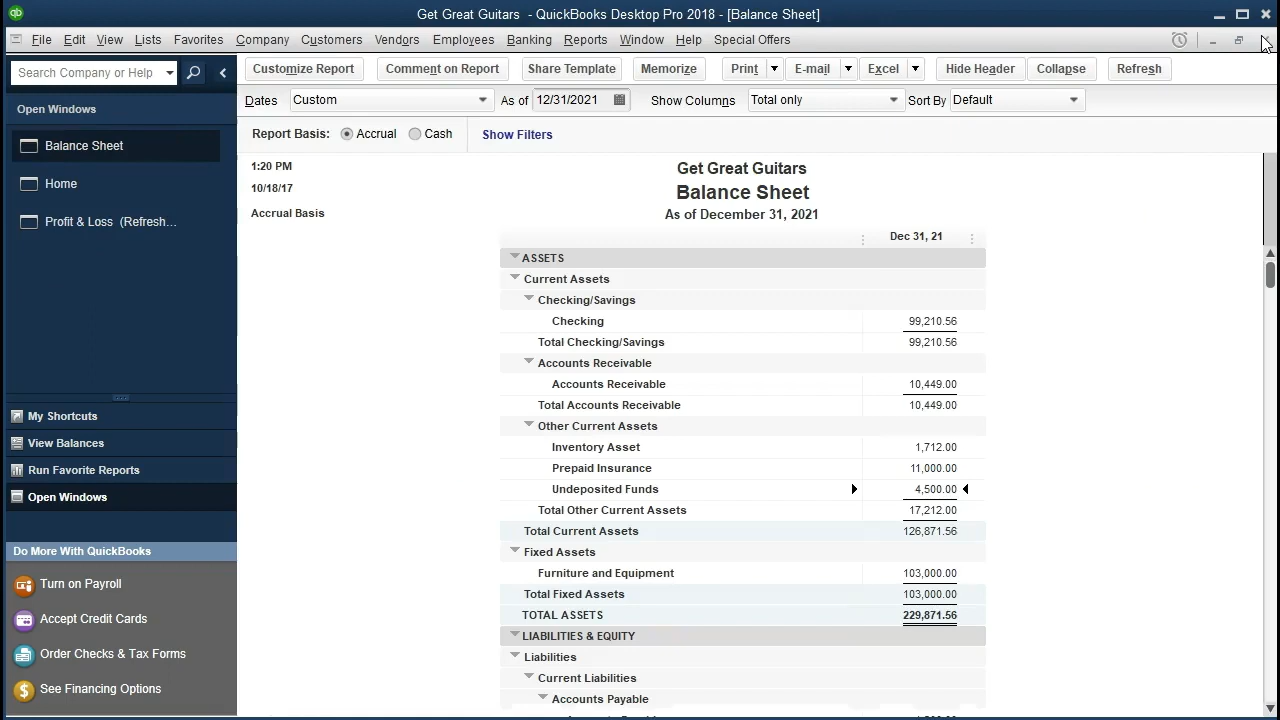 Get Great Guitars - QuickBooks Desktop Pro 2018 - [Balance Sheet]
File Edit View Lists Favorites Company Customers Vendors Employees Banking Reports Window Help Special Offers
Search Company or Help
Customize Report Comment on Report Share Template Memorize Print E-mail Excel Hide Header Collapse Refresh
Open Windows
Dates Custom As of 12/31/2021 Show Columns Total only Sort By Default
Report Basis: Accrual Cash Show Filters
Balance Sheet
Home
Profit & Loss (Refresh...
My Shortcuts
View Balances
Run Favorite Reports
Open Windows
Do More With QuickBooks
Turn on Payroll
Accept Credit Cards
Order Checks & Tax Forms
See Financing Options
1:20 PM
10/18/17
Accrual Basis
Get Great Guitars
Balance Sheet
As of December 31, 2021
Dec 31, 21
ASSETS
Current Assets
Checking/Savings
Checking 99,210.56
Total Checking/Savings 99,210.56
Accounts Receivable
Accounts Receivable 10,449.00
Total Accounts Receivable 10,449.00
Other Current Assets
Inventory Asset 1,712.00
Prepaid Insurance 11,000.00
Undeposited Funds 4,500.00
Total Other Current Assets 17,212.00
Total Current Assets 126,871.56
Fixed Assets
Furniture and Equipment 103,000.00
Total Fixed Assets 103,000.00
TOTAL ASSETS 229,871.56
LIABILITIES & EQUITY
Liabilities
Current Liabilities
Accounts Payable